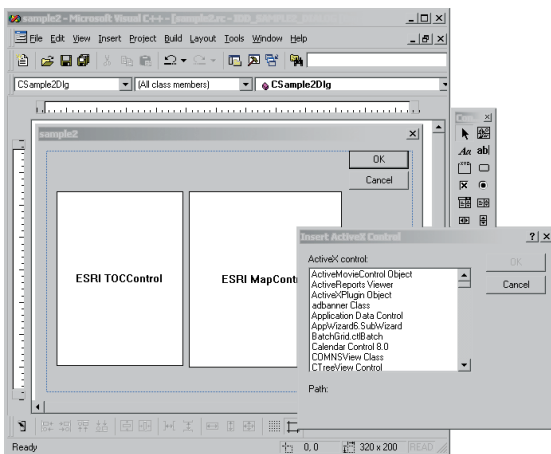 sample2 - Microsoft Visual C++ - [sample2.rc - IDD_SAMPLE2_DIALOG
File Edit View Insert Project Build Layout Tools Window Help
CSample2Dlg (All class members) CSample2Dlg
sample2
OK
Cancel
ESRI TOCControl
ESRI MapContr
Aa ab|
Insert ActiveX Control
ActiveX control:
OK
Cancel
ActiveMovieControl Object
ActiveReports Viewer
ActiveXPlugin Object
adbanner Class
Application Data Control
AppWizard6.SubWizard
BatchGrid.ctlBatch
Calendar Control 8.0
COMNSView Class
CTreeView Control
Path:
Ready 0, 0 320 x 200 READ